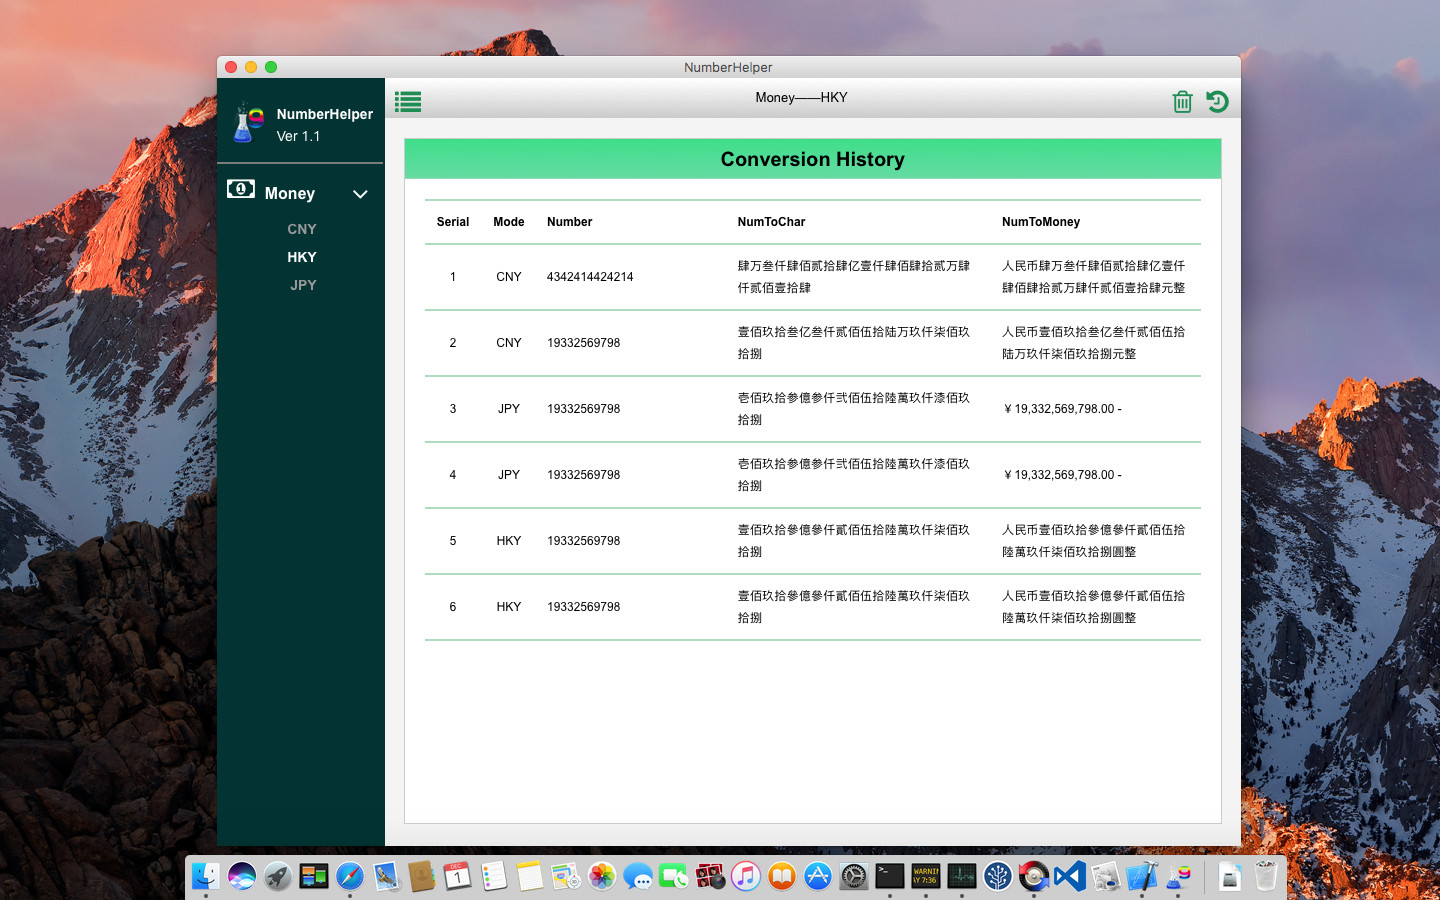 NumberHelper
NumberHelper
Ver 1.1
Money
CNY
HKY
JPY
Money——HKY
Conversion History
Serial Mode Number NumToChar NumToMoney
1 CNY 4342414424214
肆万叁仟肆佰贰拾肆亿壹仟肆佰肆拾贰万肆
仟贰佰壹拾肆
人民币肆万叁仟肆佰贰拾肆亿壹仟
肆佰肆拾贰万肆仟贰佰壹拾肆元整
2 CNY 19332569798
壹佰玖拾叁亿叁仟贰佰伍拾陆万玖仟柒佰玖
拾捌
人民币壹佰玖拾叁亿叁仟贰佰伍拾
陆万玖仟柒佰玖拾捌元整
3 JPY 19332569798
壱佰玖拾参億参仟弐佰伍拾陸萬玖仟漆佰玖
拾捌
￥19,332,569,798.00 -
4 JPY 19332569798
壱佰玖拾参億参仟弐佰伍拾陸萬玖仟漆佰玖
拾捌
￥19,332,569,798.00 -
5 HKY 19332569798
壹佰玖拾參億參仟貳佰伍拾陸萬玖仟柒佰玖
拾捌
人民币壹佰玖拾參億參仟貳佰伍拾
陸萬玖仟柒佰玖拾捌圓整
6 HKY 19332569798
壹佰玖拾參億參仟貳佰伍拾陸萬玖仟柒佰玖
拾捌
人民币壹佰玖拾參億參仟貳佰伍拾
陸萬玖仟柒佰玖拾捌圓整
DEC
1
WARNIN
AY 7:36